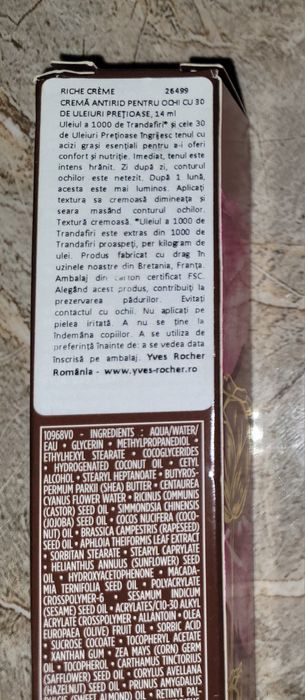 RICHE CRÈME 26499
CREMĂ ANTIRID PENTRU OCHI CU 30
DE ULEIURI PREȚIOASE, 14 ml
Uleiul a 1000 de Trandafiri* și cele 30
de Uleiuri Prețioase îngrijesc tenul cu
acizi grași esențiali pentru a-i oferi
confort și nutriție. Imediat, tenul este
intens hrănit. Zi după zi, conturul
ochilor este netezit. După 1 lună,
acesta este mai luminos. Aplicați
textura sa cremoasă dimineața și
seara masând conturul ochilor.
Textură cremoasă. *Uleiul a 1000 de
Trandafiri este extras din 1000 de
Trandafiri proaspeți, per kilogram de
ulei. Produs fabricat cu drag în
uzinele noastre din Bretania, Franța.
Ambalaj din carton certificat FSC.
Alegând acest produs, contribuiți la
prezervarea pădurilor. Evitați
contactul cu ochii. Nu aplicați pe
pielea iritată. A nu se ține la
îndemâna copiilor. A se utiliza de
preferință înainte de: a se vedea data
înscrisă pe ambalaj. Yves Rocher
România - www.yves-rocher.ro
10968V0 - INGREDIENTS : AQUA/WATER/
EAU • GLYCERIN • METHYLPROPANEDIOL •
ETHYLHEXYL STEARATE • COCOGLYCERIDES
• HYDROGENATED COCONUT OIL • CETYL
ALCOHOL • STEARYL HEPTANOATE • BUTYROS-
PERMUM PARKII (SHEA) BUTTER • CENTAUREA
CYANUS FLOWER WATER • RICINUS COMMUNIS
(CASTOR) SEED OIL • SIMMONDSIA CHINENSIS
(JOJOBA) SEED OIL • COCOS NUCIFERA (COCO-
NUT) OIL • BRASSICA CAMPESTRIS (RAPESEED)
SEED OIL • APHLOIA THEIFORMIS LEAF EXTRACT
• SORBITAN STEARATE • STEARYL CAPRYLATE
• HELIANTHUS ANNUUS (SUNFLOWER) SEED
OIL • HYDROXYACETOPHENONE • MACADA-
MIA TERNIFOLIA SEED OIL • POLYACRYLATE
CROSSPOLYMER-6 • SESAMUM INDICUM
(SESAME) SEED OIL • ACRYLATES/C10-30 ALKYL
ACRYLATE CROSSPOLYMER • ALLANTOIN • OLEA
EUROPAEA (OLIVE) FRUIT OIL • SORBIC ACID
• SUCROSE COCOATE • TOCOPHERYL ACETATE
• XANTHAN GUM • ZEA MAYS (CORN) GERM
OIL • TOCOPHEROL • CARTHAMUS TINCTORIUS
(SAFFLOWER) SEED OIL • CORYLUS AVELLANA
(HAZELNUT) SEED OIL • PRUNUS AMYGDALUS
DULCIS (SWEET ALMOND) OIL • RETINYL PAL-